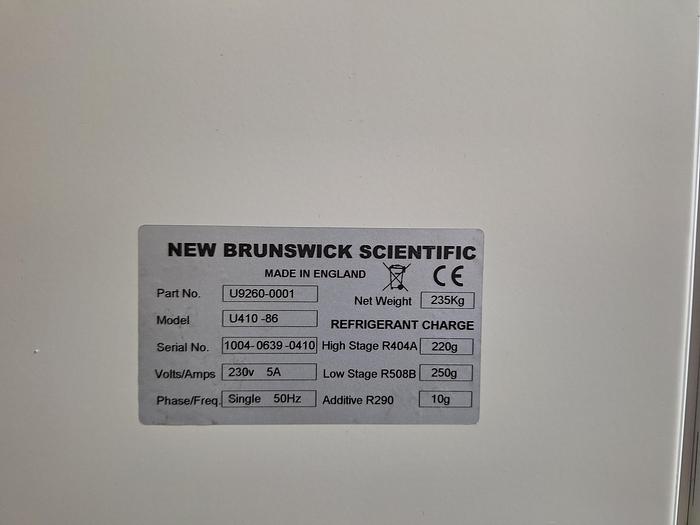 NEW BRUNSWICK SCIENTIFIC
MADE IN ENGLAND CE
Part No. U9260-0001 Net Weight 235Kg
Model U410 -86 REFRIGERANT CHARGE
Serial No. 1004-0639-0410 High Stage R404A 220g
Volts/Amps 230v 5A Low Stage R508B 250g
Phase/Freq. Single 50Hz Additive R290 10g